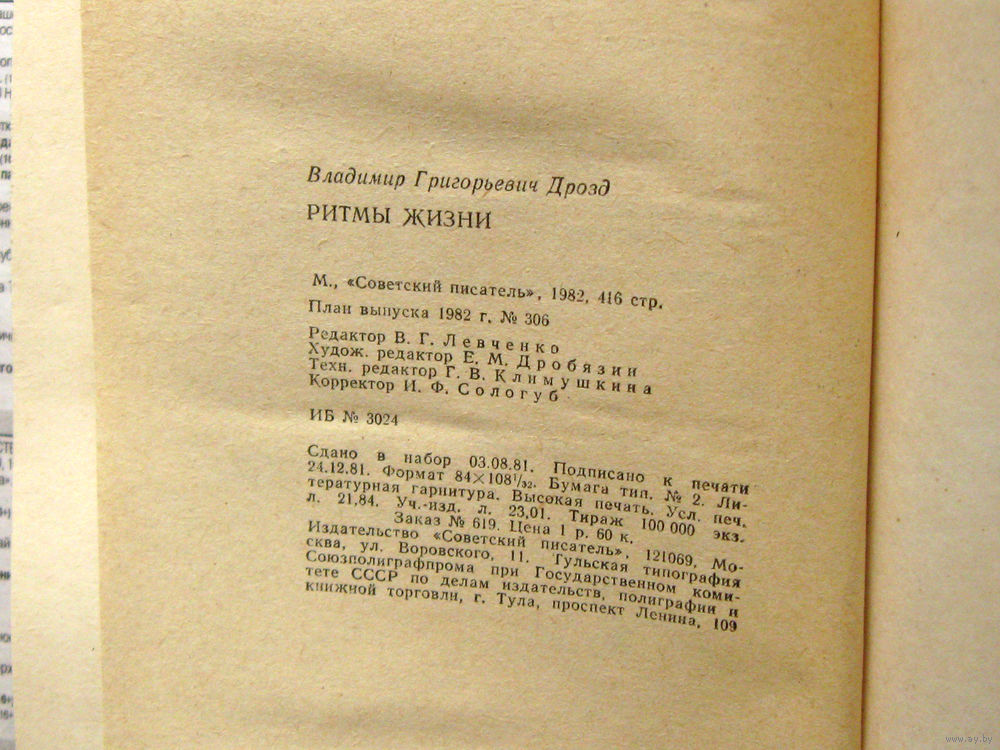 Владимир Григорьевич Дрозд
РИТМЫ ЖИЗНИ
М., «Советский писатель», 1982, 416 стр.
План выпуска 1982 г. № 306
Редактор В. Г. Левченко
Худож. редактор Е. М. Дробязин
Техн. редактор Г. В. Климушкина
Корректор И. Ф. Сологуб
ИБ № 3024
Сдано в набор 03.08.81. Подписано к печати
24.12.81. Формат 84×108¹/₃₂. Бумага тип. № 2. Ли-
тературная гарнитура. Высокая печать. Усл. печ.
л. 21,84. Уч.-изд. л. 23,01. Тираж 100 000 экз.
Заказ № 619. Цена 1 р. 60 к.
Издательство «Советский писатель», 121069, Мо-
сква, ул. Воровского, 11. Тульская типография
Союзполиграфпрома при Государственном коми-
тете СССР по делам издательств, полиграфии и
книжной торговли, г. Тула, проспект Ленина, 109
www.ay.by